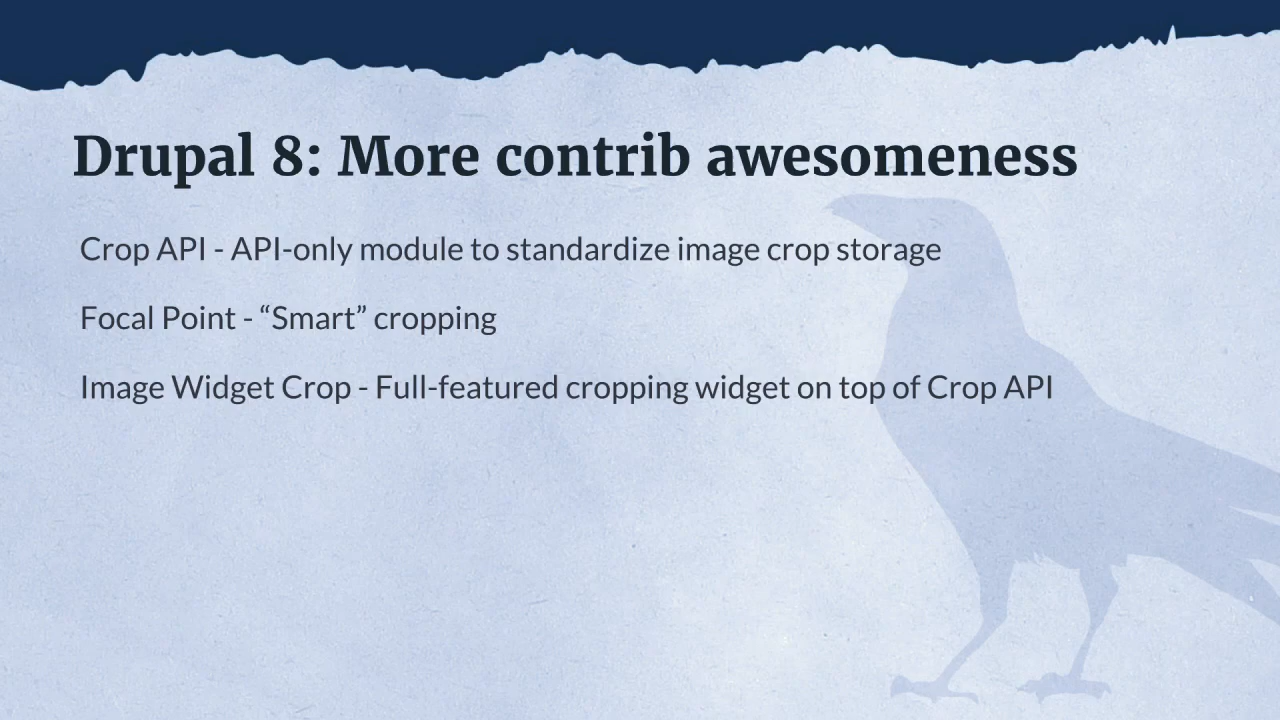 Drupal 8: More contrib awesomeness
Crop API - API-only module to standardize image crop storage
Focal Point - “Smart” cropping
Image Widget Crop - Full-featured cropping widget on top of Crop API